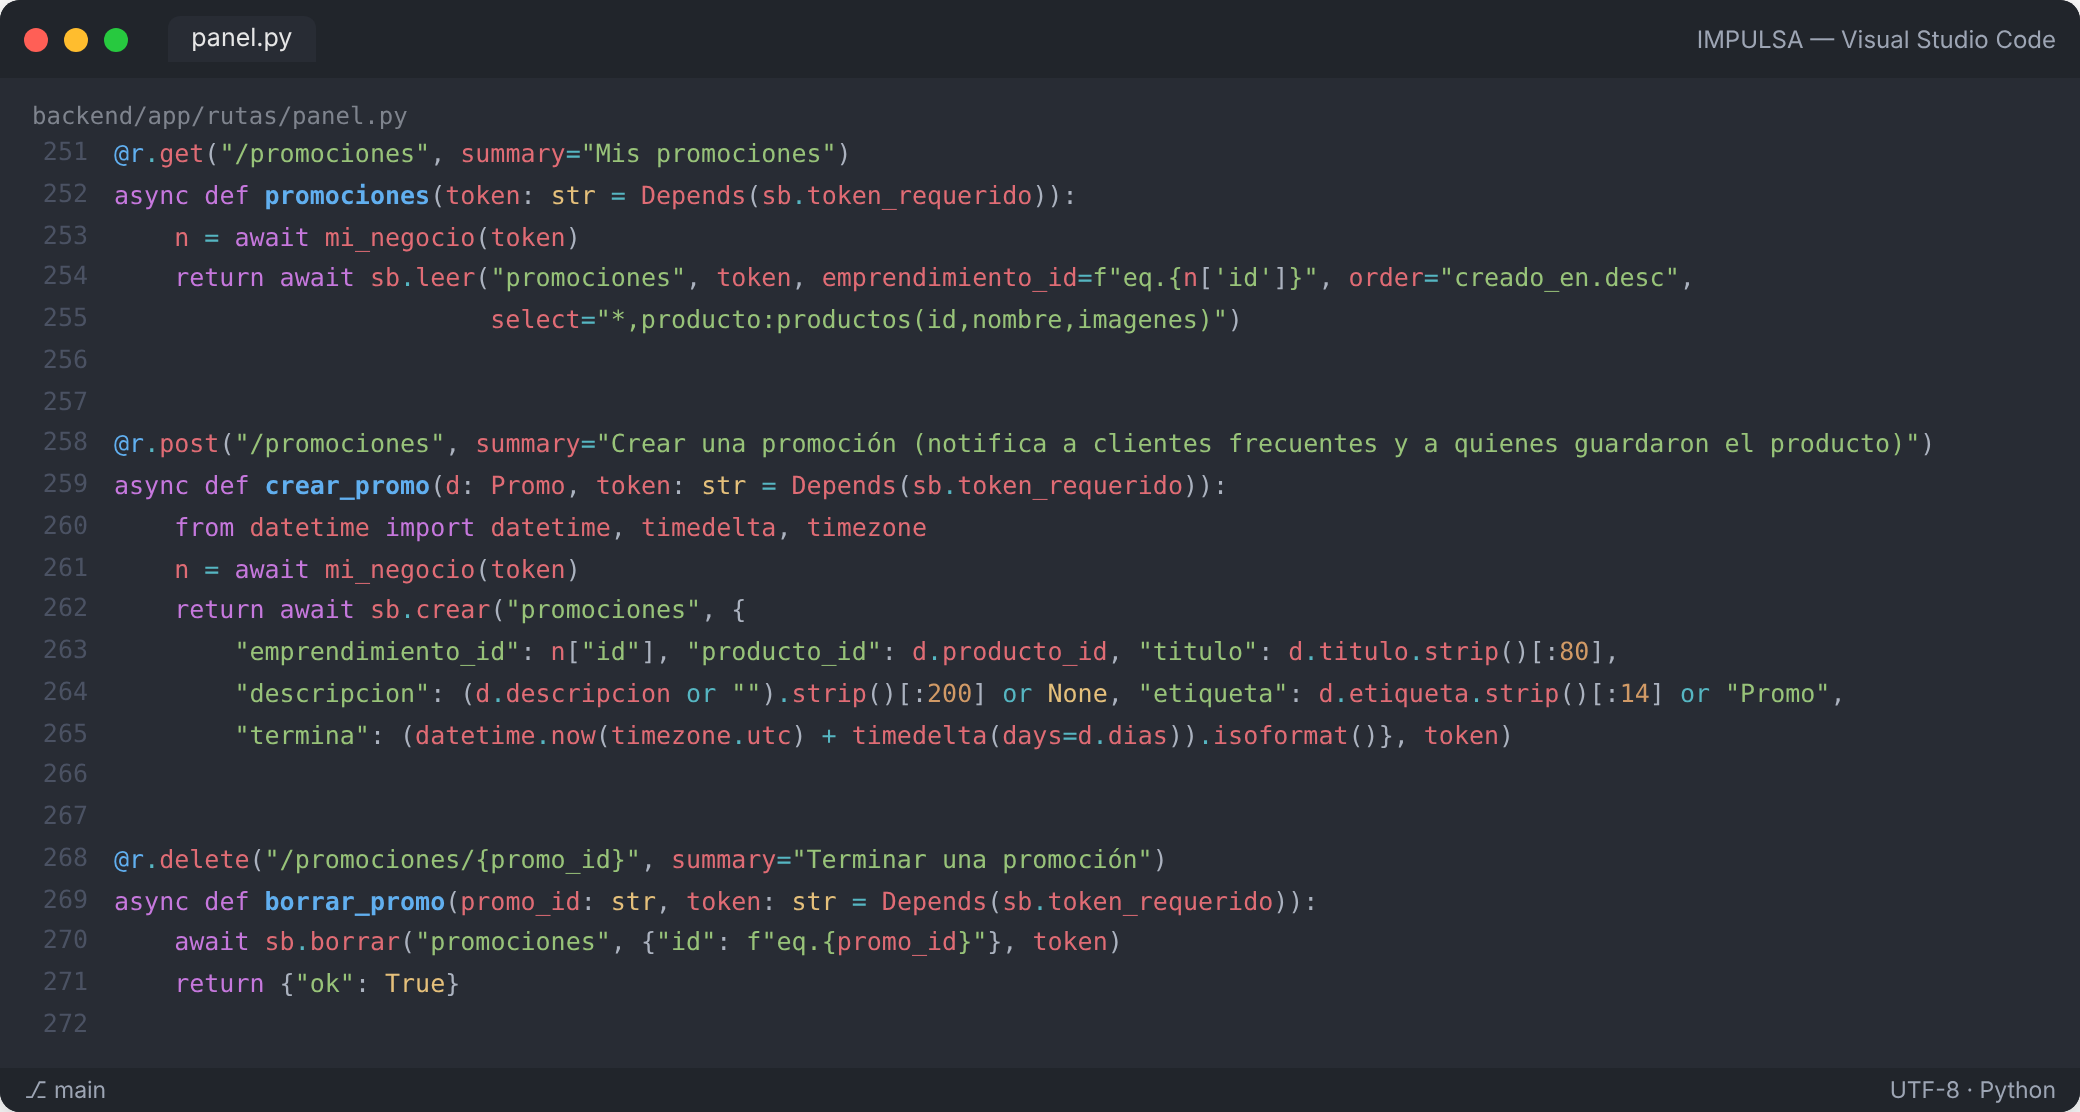 panel.py
IMPULSA — Visual Studio Code
backend/app/rutas/panel.py
251 @r.get("/promociones", summary="Mis promociones")
252 async def promociones(token: str = Depends(sb.token_requerido)):
253     n = await mi_negocio(token)
254     return await sb.leer("promociones", token, emprendimiento_id=f"eq.{n['id']}", order="creado_en.desc",
255                          select="*,producto:productos(id,nombre,imagenes)")
256
257
258 @r.post("/promociones", summary="Crear una promoción (notifica a clientes frecuentes y a quienes guardaron el producto)")
259 async def crear_promo(d: Promo, token: str = Depends(sb.token_requerido)):
260     from datetime import datetime, timedelta, timezone
261     n = await mi_negocio(token)
262     return await sb.crear("promociones", {
263         "emprendimiento_id": n["id"], "producto_id": d.producto_id, "titulo": d.titulo.strip()[:80],
264         "descripcion": (d.descripcion or "").strip()[:200] or None, "etiqueta": d.etiqueta.strip()[:14] or "Promo",
265         "termina": (datetime.now(timezone.utc) + timedelta(days=d.dias)).isoformat()}, token)
266
267
268 @r.delete("/promociones/{promo_id}", summary="Terminar una promoción")
269 async def borrar_promo(promo_id: str, token: str = Depends(sb.token_requerido)):
270     await sb.borrar("promociones", {"id": f"eq.{promo_id}"}, token)
271     return {"ok": True}
272
⎇ main
UTF-8 · Python